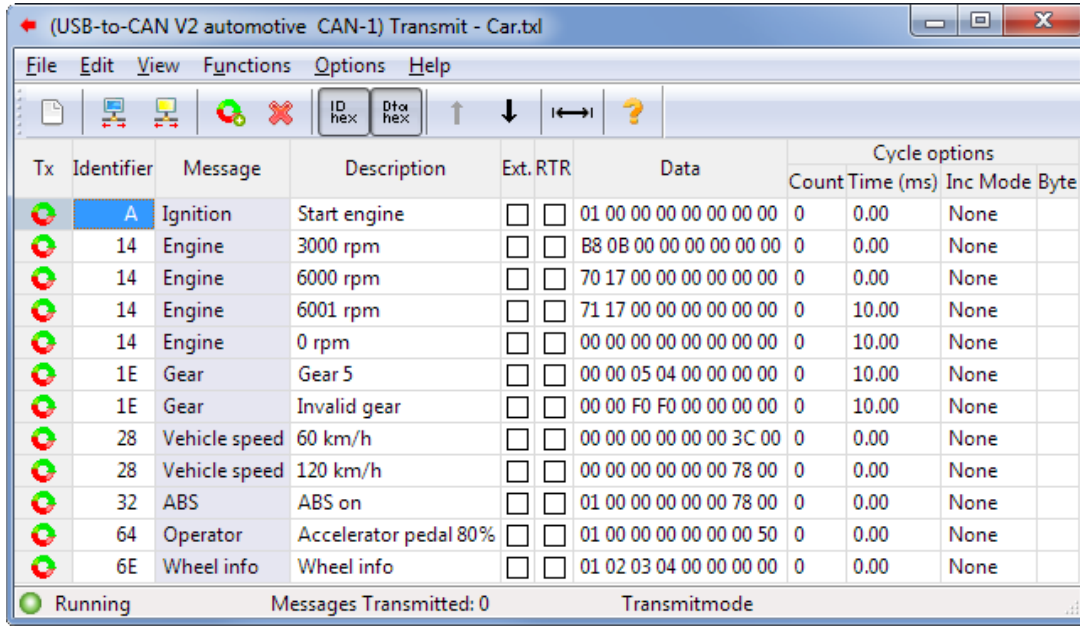 (USB-to-CAN V2 automotive CAN-1) Transmit - Car.txl
File Edit View Functions Options Help
ID hex Dta hex
Tx Identifier Message Description Ext. RTR Data Cycle options
Count Time (ms) Inc Mode Byte
A Ignition Start engine 01 00 00 00 00 00 00 00 0 0.00 None
14 Engine 3000 rpm B8 0B 00 00 00 00 00 00 0 0.00 None
14 Engine 6000 rpm 70 17 00 00 00 00 00 00 0 0.00 None
14 Engine 6001 rpm 71 17 00 00 00 00 00 00 0 10.00 None
14 Engine 0 rpm 00 00 00 00 00 00 00 00 0 10.00 None
1E Gear Gear 5 00 00 05 04 00 00 00 00 0 10.00 None
1E Gear Invalid gear 00 00 F0 F0 00 00 00 00 0 10.00 None
28 Vehicle speed 60 km/h 00 00 00 00 00 00 3C 00 0 0.00 None
28 Vehicle speed 120 km/h 00 00 00 00 00 00 78 00 0 0.00 None
32 ABS ABS on 01 00 00 00 00 00 78 00 0 0.00 None
64 Operator Accelerator pedal 80% 01 00 00 00 00 00 00 50 0 0.00 None
6E Wheel info Wheel info 01 02 03 04 00 00 00 00 0 0.00 None
Running Messages Transmitted: 0 Transmitmode